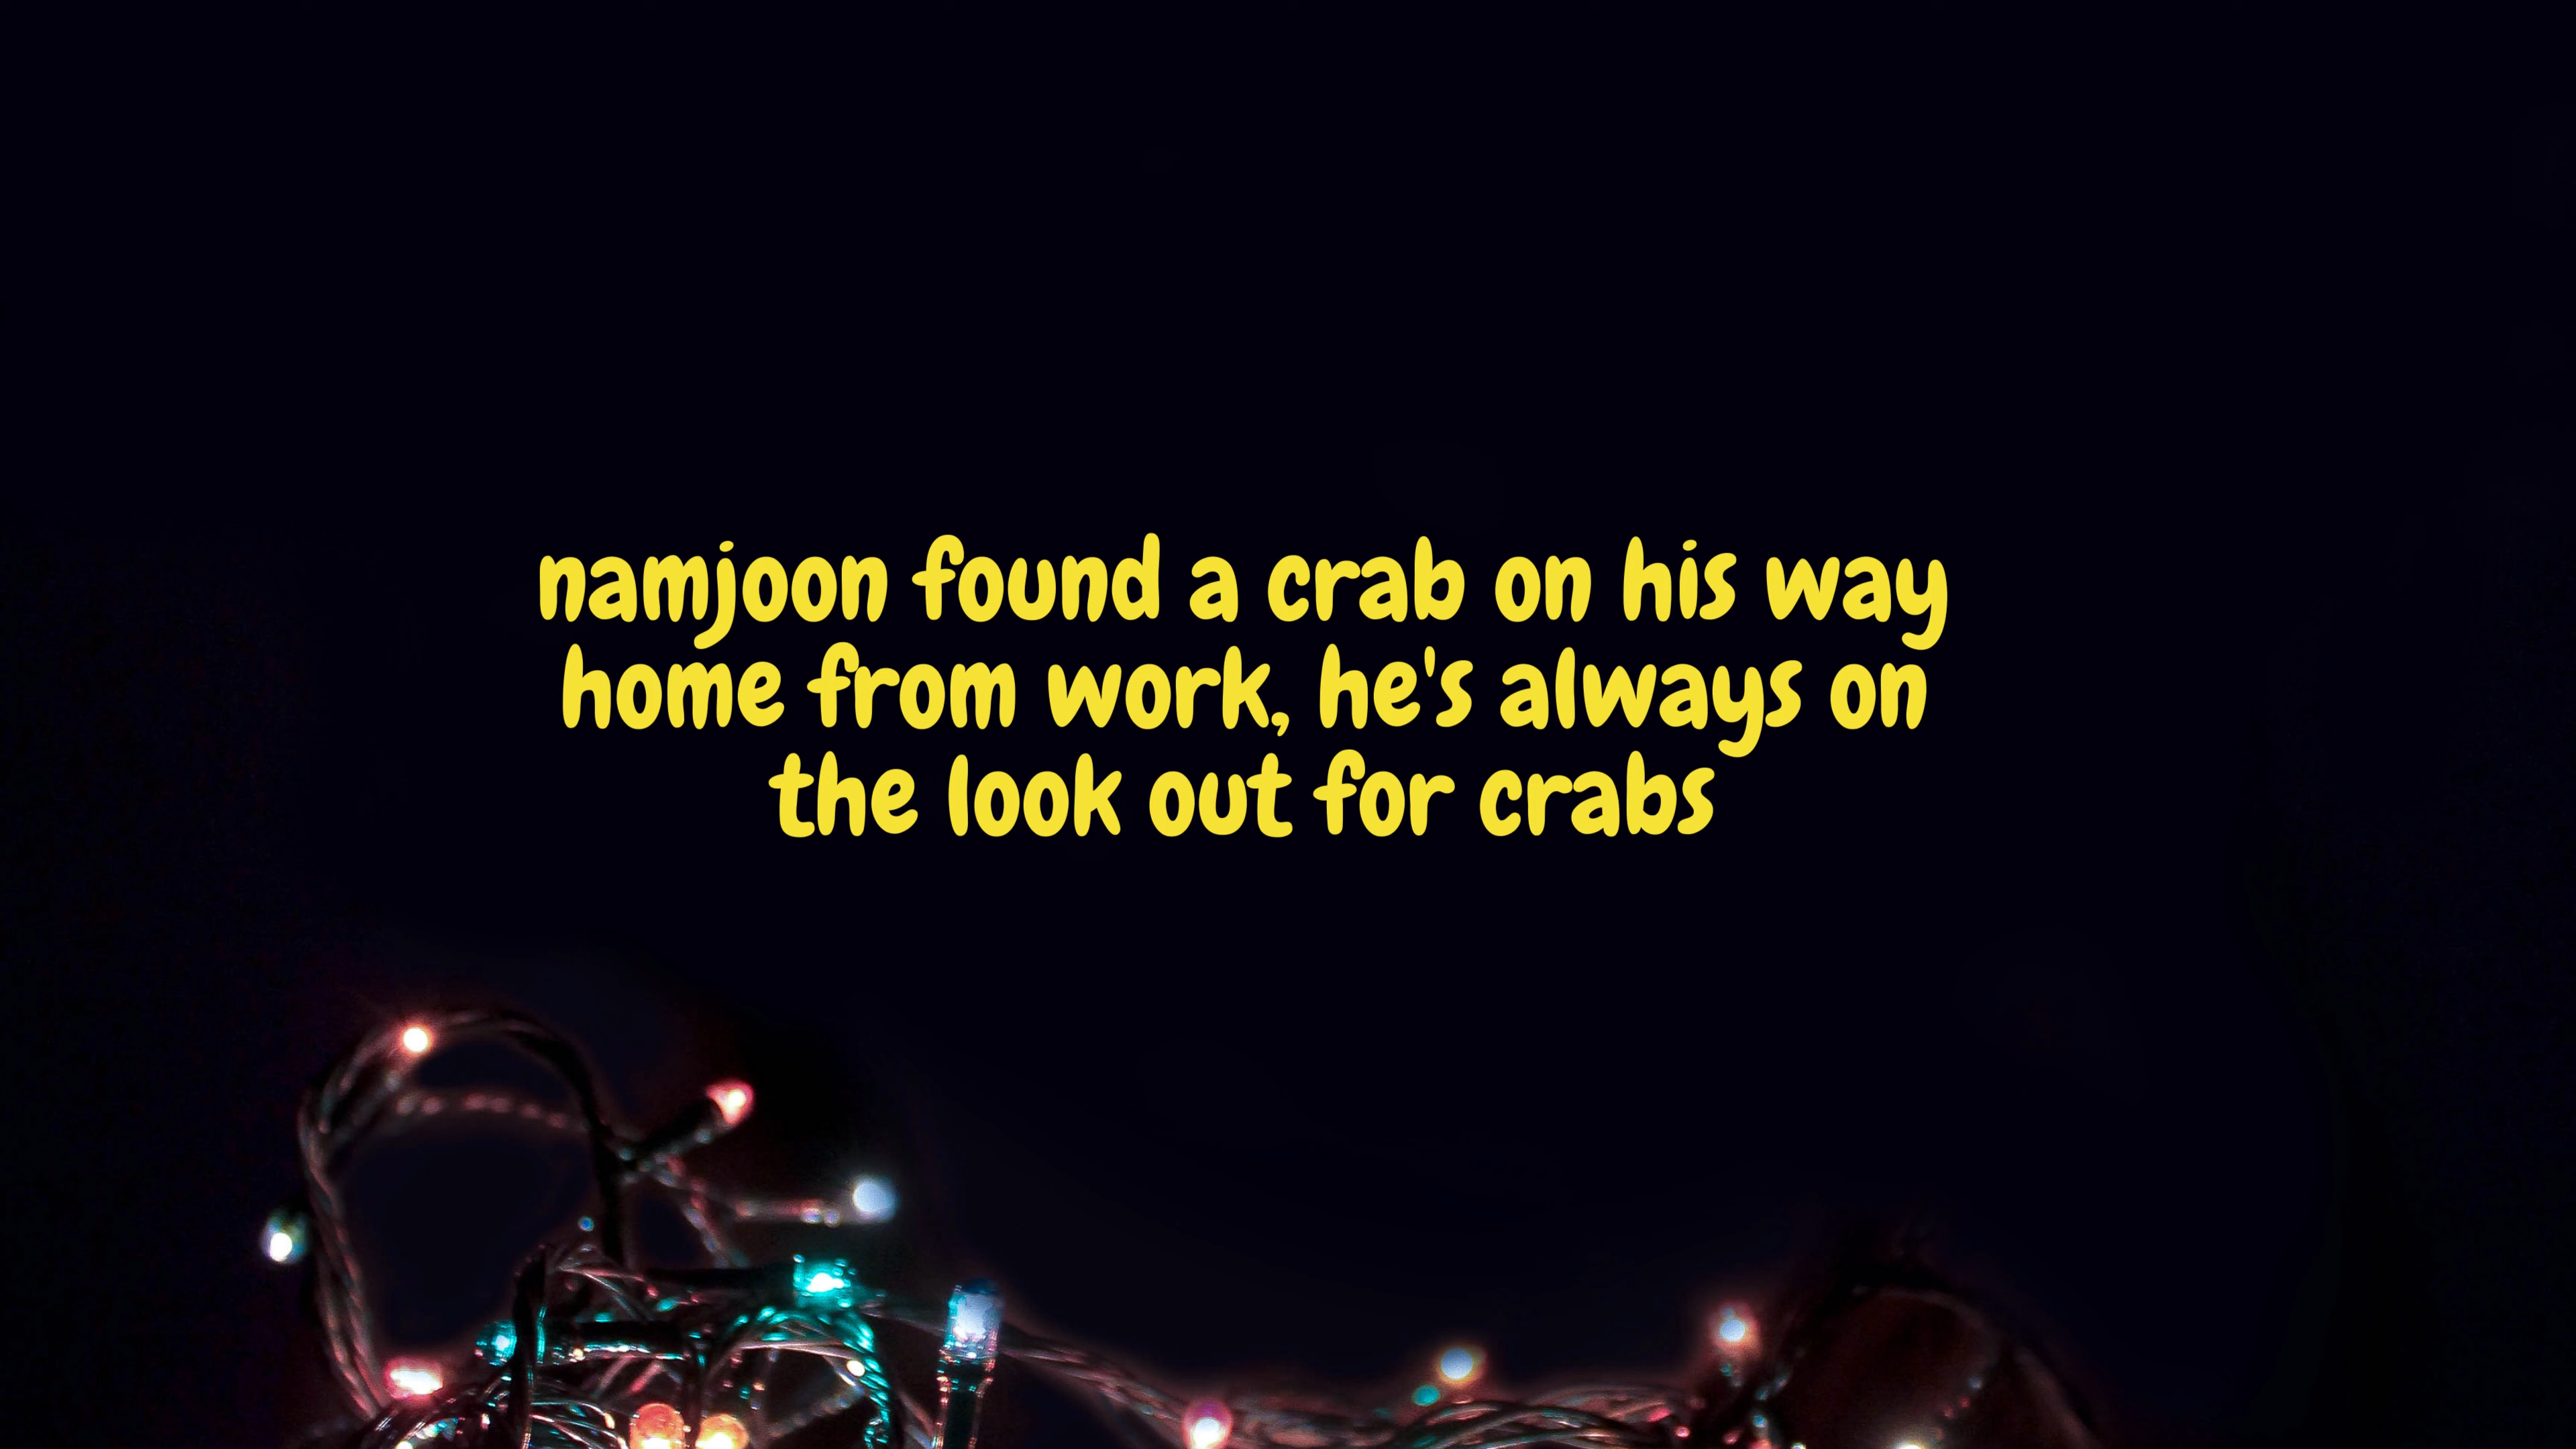 namjoon found a crab on his way
home from work, he's always on
the look out for crabs